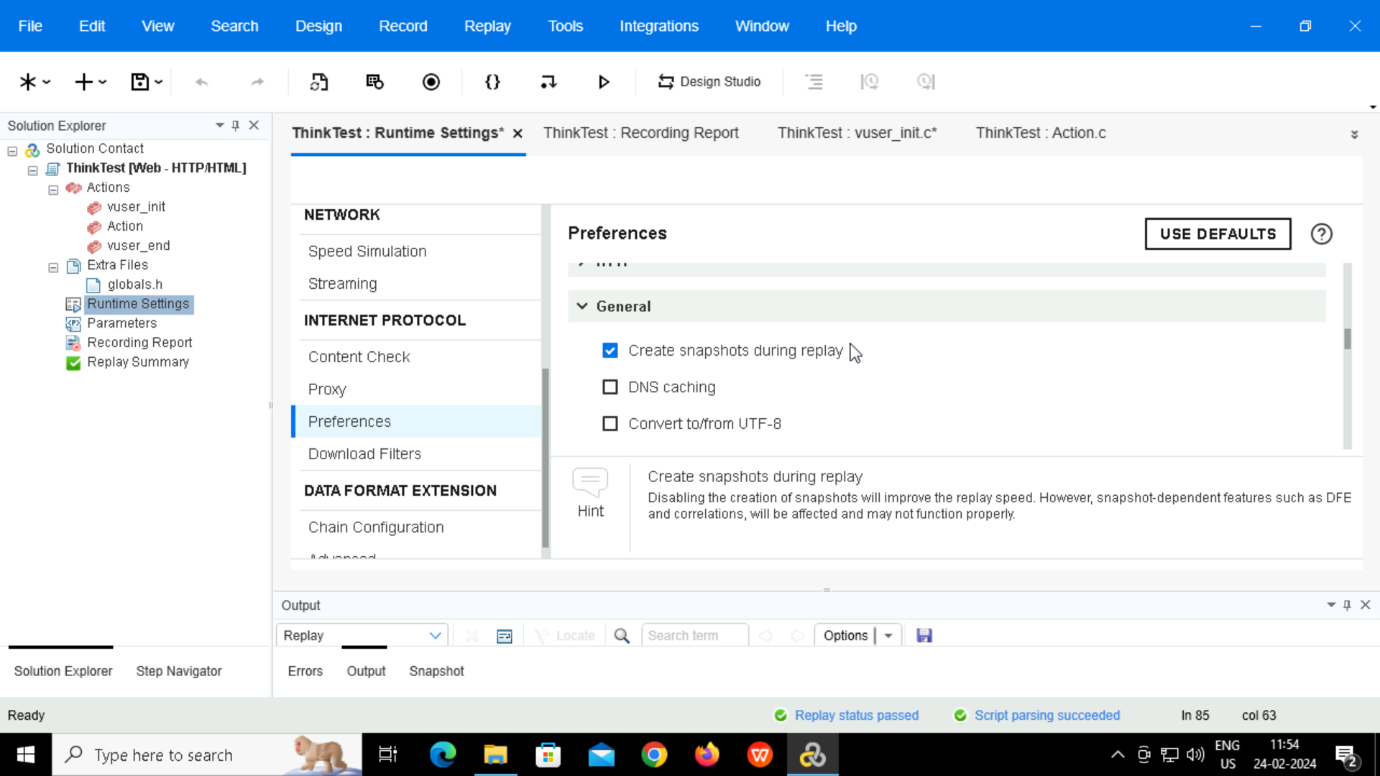 File Edit View Search Design Record Replay Tools Integrations Window Help
Design Studio
Solution Explorer
Solution Contact
ThinkTest [Web - HTTP/HTML]
Actions
vuser_init
Action
vuser_end
Extra Files
globals.h
Runtime Settings
Parameters
Recording Report
Replay Summary
Solution Explorer Step Navigator
ThinkTest : Runtime Settings* ThinkTest : Recording Report ThinkTest : vuser_init.c* ThinkTest : Action.c
NETWORK
Speed Simulation
Streaming
INTERNET PROTOCOL
Content Check
Proxy
Preferences
Download Filters
DATA FORMAT EXTENSION
Chain Configuration
Advanced
Preferences
USE DEFAULTS
HTTP
General
Create snapshots during replay
DNS caching
Convert to/from UTF-8
Hint
Create snapshots during replay
Disabling the creation of snapshots will improve the replay speed. However, snapshot-dependent features such as DFE
and correlations, will be affected and may not function properly.
Output
Replay Locate Search term Options
Errors Output Snapshot
Ready Replay status passed Script parsing succeeded ln 85 col 63
Type here to search
ENG
US
11:54
24-02-2024
2